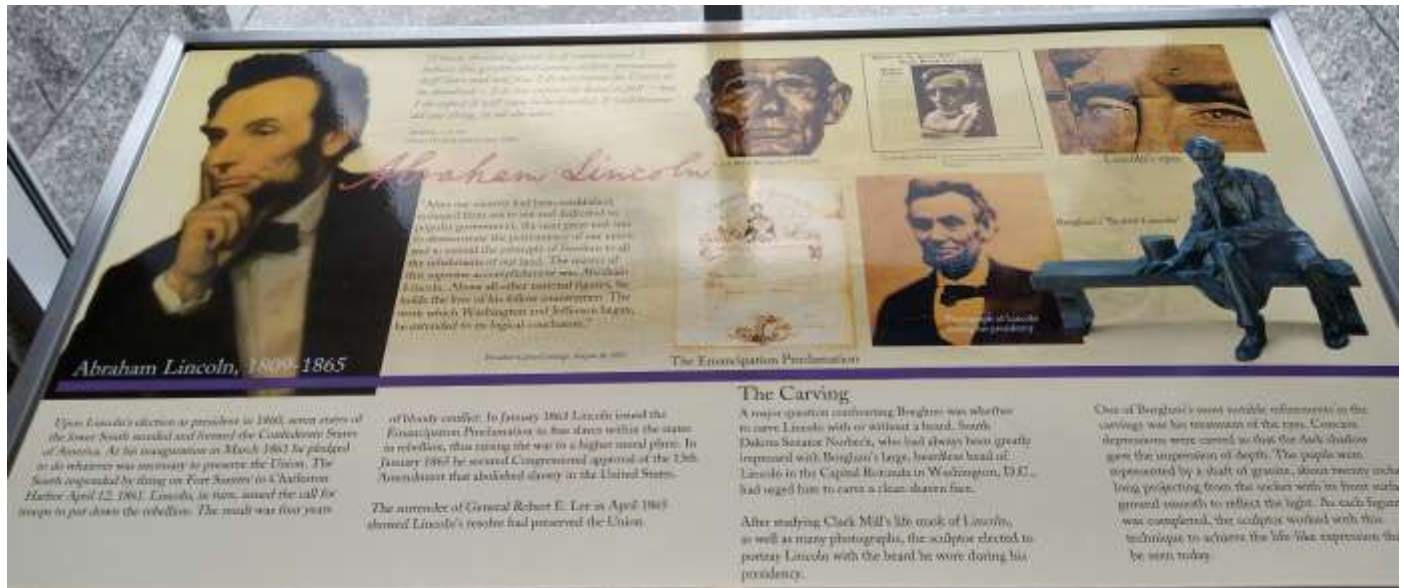 Abraham Lincoln
"After our country had been established,
enlarged from sea to sea and dedicated to
popular government, the next great task was
to demonstrate the permanency of our union
and to extend the principle of freedom to all
the inhabitants of our land. The master of
this supreme accomplishment was Abraham
Lincoln. Above all other national figures, he
holds the love of his fellow countrymen. The
work which Washington and Jefferson began,
he extended to its logical conclusion."
Lincoln's eyes
Borglum's "Seated Lincoln"
Photograph of Lincoln
during his presidency
The Emancipation Proclamation
Abraham Lincoln, 1809-1865
Upon Lincoln's election as president in 1860, seven states of
the lower South seceded and formed the Confederate States
of America. At his inauguration in March 1861 he pledged
to do whatever was necessary to preserve the Union. The
South responded by firing on Fort Sumter in Charleston
Harbor April 12, 1861. Lincoln, in turn, issued the call for
troops to put down the rebellion. The result was four years
of bloody conflict. In January 1863 Lincoln issued the
Emancipation Proclamation to free slaves within the states
in rebellion, thus raising the war to a higher moral plane. In
January 1865 he secured Congressional approval of the 13th
Amendment that abolished slavery in the United States.
The surrender of General Robert E. Lee in April 1865
showed Lincoln's resolve had preserved the Union.
The Carving
A major question confronting Borglum was whether
to carve Lincoln with or without a beard. South
Dakota Senator Norbeck, who had always been greatly
impressed with Borglum's large, beardless head of
Lincoln in the Capitol Rotunda in Washington, D.C.,
had urged him to carve a clean shaven face.
After studying Clark Mill's life mask of Lincoln,
as well as many photographs, the sculptor elected to
portray Lincoln with the beard he wore during his
presidency.
One of Borglum's most notable refinements in the
carvings was his treatment of the eyes. Concave
depressions were carved so that the dark shadow
gave the impression of depth. The pupils were
represented by a shaft of granite, about twenty inches
long projecting from the socket with its front surface
ground smooth to reflect the light. As each figure
was completed, the sculptor worked with this
technique to achieve the life-like expression that
be seen today.